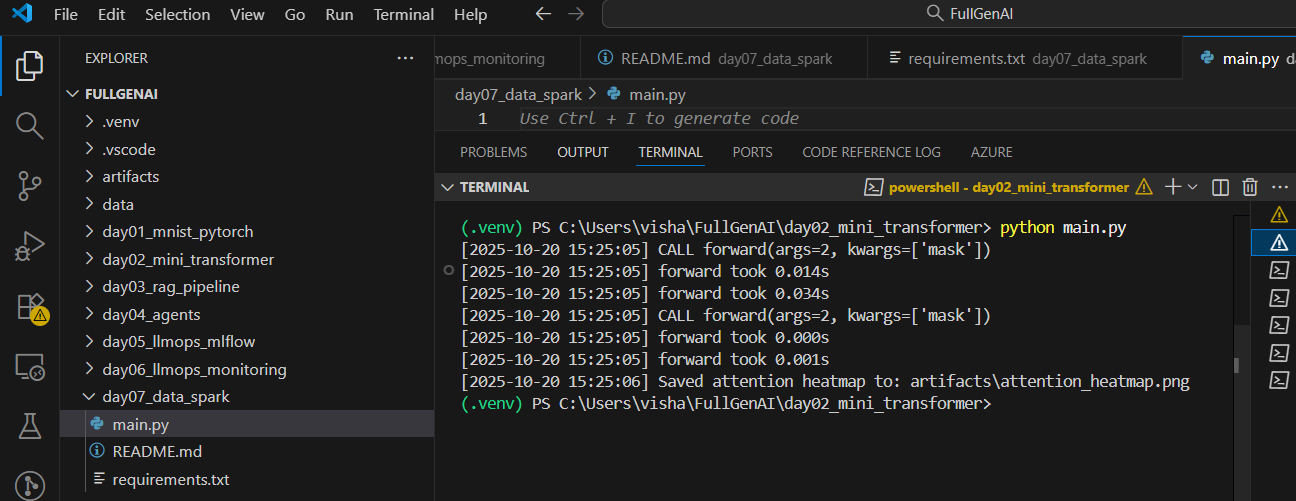 File Edit Selection View Go Run Terminal Help FullGenAI
EXPLORER
FULLGENAI
.venv
.vscode
artifacts
data
day01_mnist_pytorch
day02_mini_transformer
day03_rag_pipeline
day04_agents
day05_llmops_mlflow
day06_llmops_monitoring
day07_data_spark
main.py
README.md
requirements.txt
mops_monitoring README.md day07_data_spark requirements.txt day07_data_spark main.py da
day07_data_spark > main.py
1 Use Ctrl + I to generate code
PROBLEMS OUTPUT TERMINAL PORTS CODE REFERENCE LOG AZURE
TERMINAL powershell - day02_mini_transformer
(.venv) PS C:\Users\visha\FullGenAI\day02_mini_transformer> python main.py
[2025-10-20 15:25:05] CALL forward(args=2, kwargs=['mask'])
[2025-10-20 15:25:05] forward took 0.014s
[2025-10-20 15:25:05] forward took 0.034s
[2025-10-20 15:25:05] CALL forward(args=2, kwargs=['mask'])
[2025-10-20 15:25:05] forward took 0.000s
[2025-10-20 15:25:05] forward took 0.001s
[2025-10-20 15:25:06] Saved attention heatmap to: artifacts\attention_heatmap.png
(.venv) PS C:\Users\visha\FullGenAI\day02_mini_transformer>